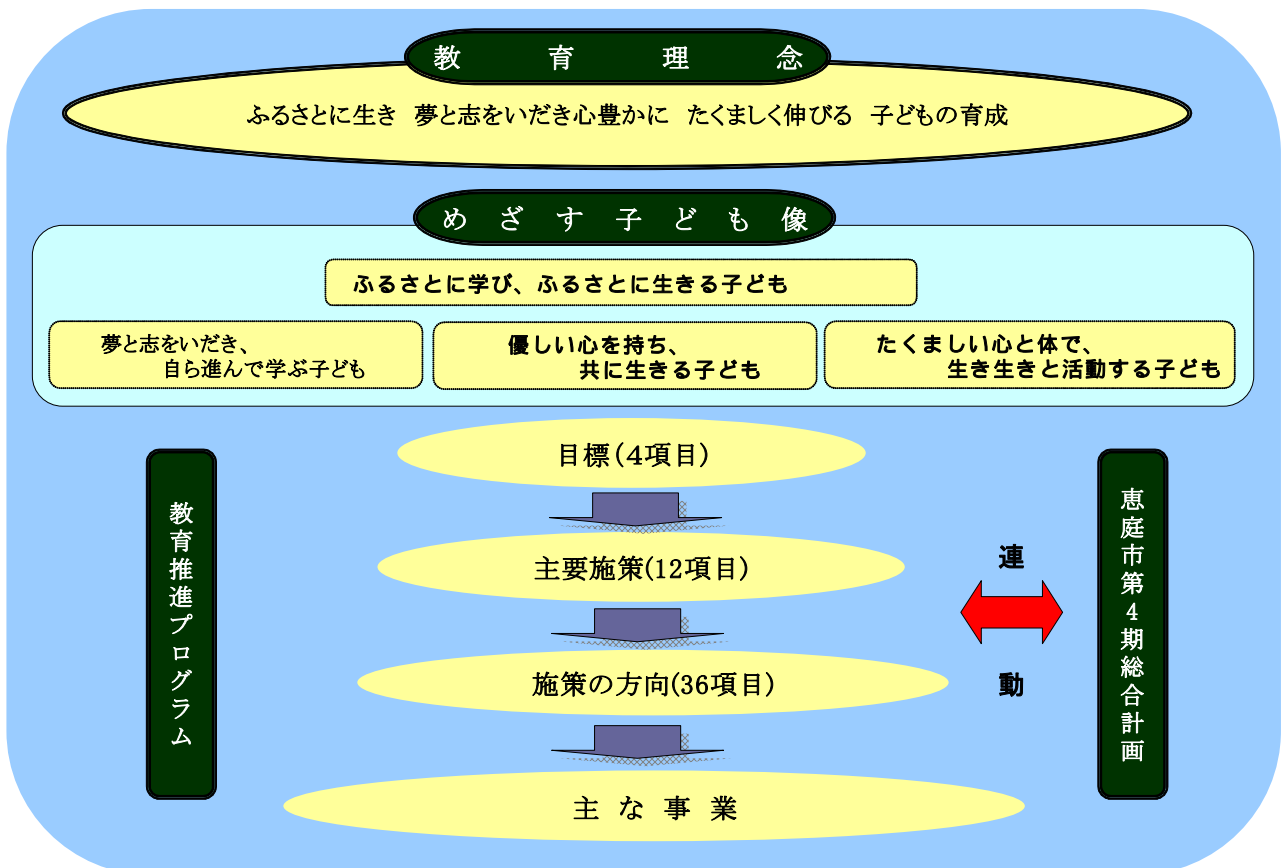 教育理念
ふるさとに生き 夢と志をいだき心豊かに たくましく伸びる 子どもの育成
めざす子ども像
ふるさとに学び、ふるさとに生きる子ども
夢と志をいだき、
自ら進んで学ぶ子ども
優しい心を持ち、
共に生きる子ども
たくましい心と体で、
生き生きと活動する子ども
目標(4項目)
主要施策(12項目)
施策の方向(36項目)
主な事業
教育推進プログラム
連
動
恵庭市第4期総合計画